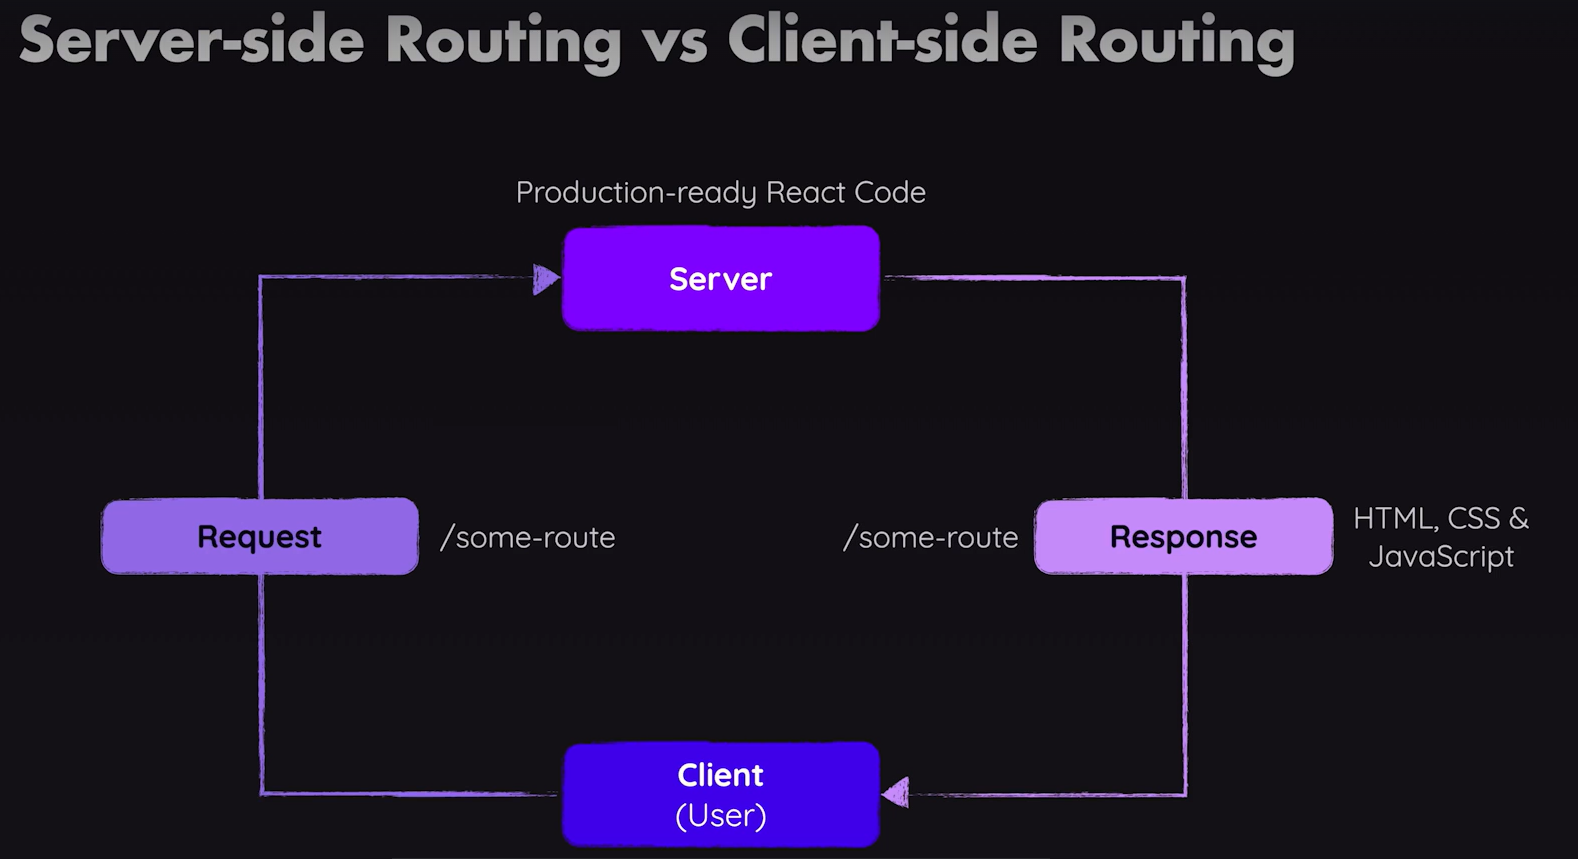 Server-side Routing vs Client-side Routing
Production-ready React Code
Server
Request
/some-route
/some-route
Response
HTML, CSS &
JavaScript
Client
(User)